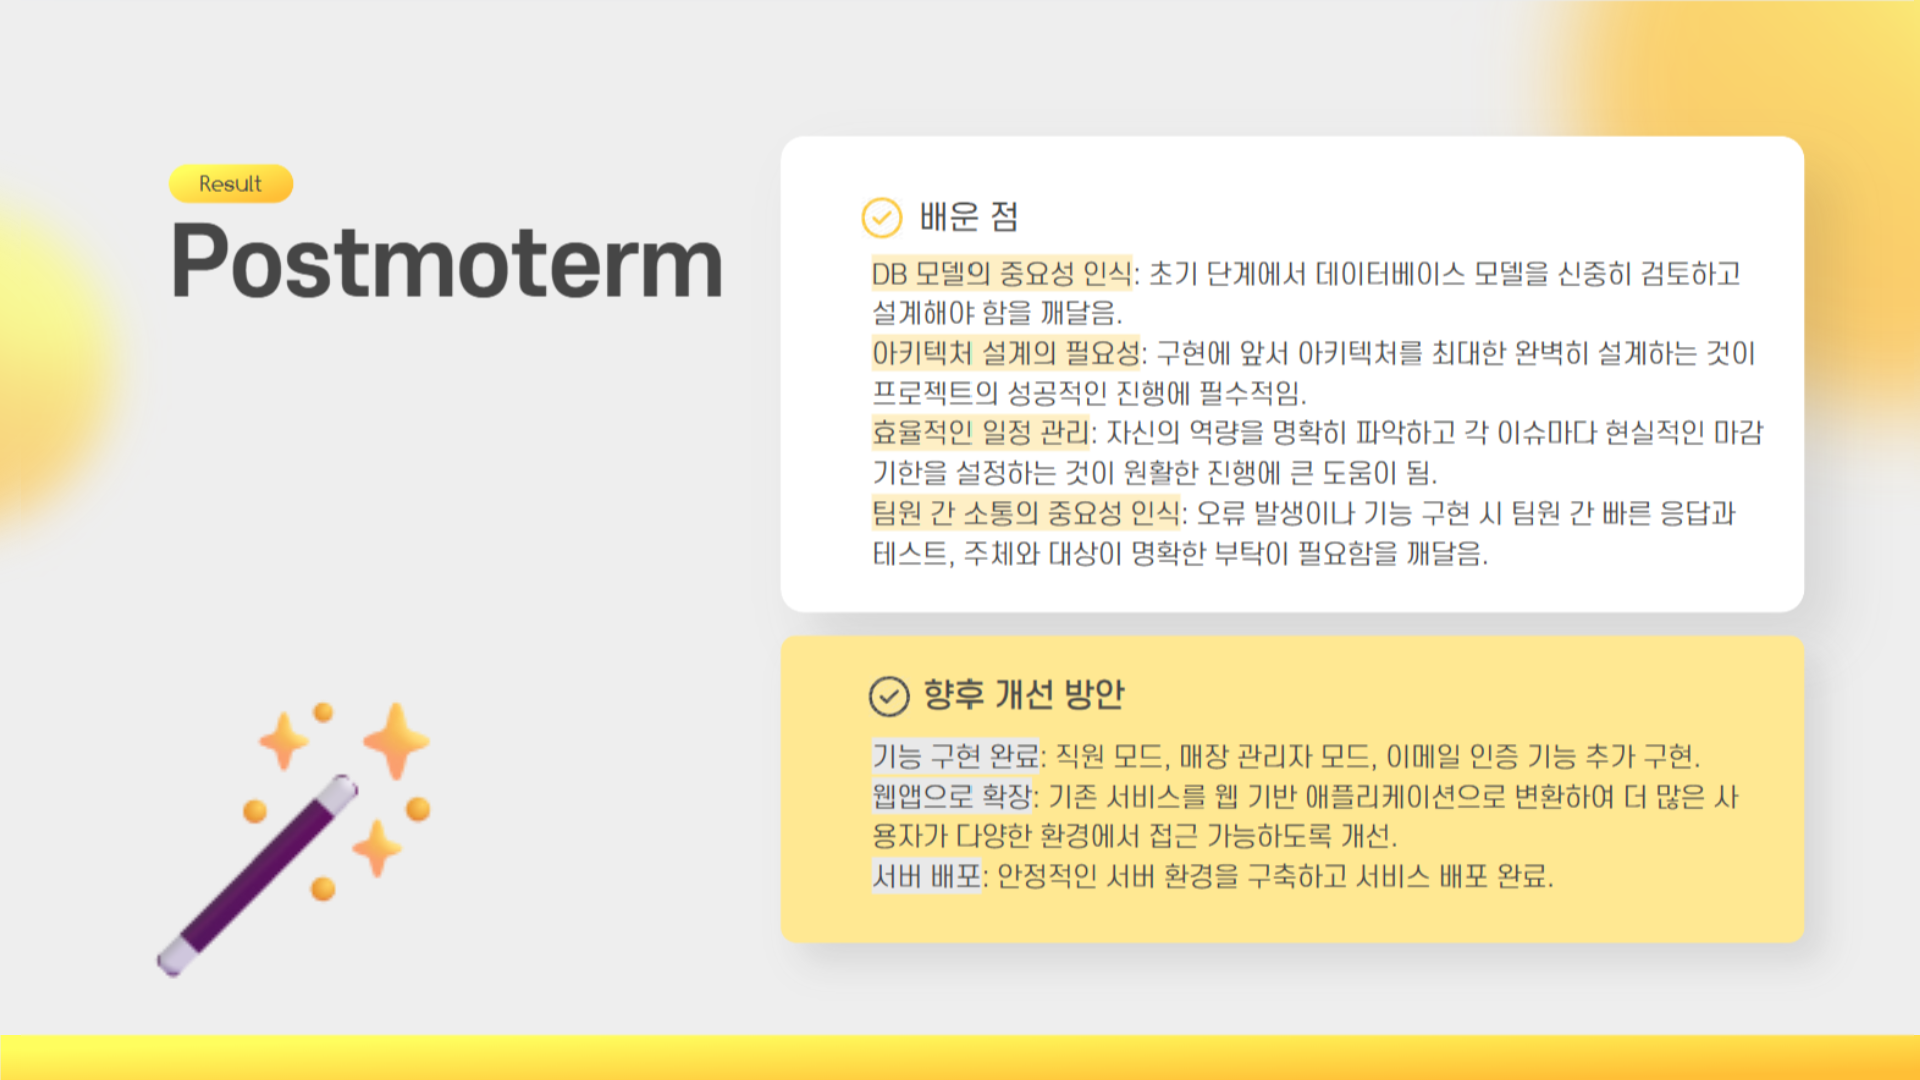 Result
Postmoterm
배운 점
DB 모델의 중요성 인식: 초기 단계에서 데이터베이스 모델을 신중히 검토하고
설계해야 함을 깨달음.
아키텍처 설계의 필요성: 구현에 앞서 아키텍처를 최대한 완벽히 설계하는 것이
프로젝트의 성공적인 진행에 필수적임.
효율적인 일정 관리: 자신의 역량을 명확히 파악하고 각 이슈마다 현실적인 마감
기한을 설정하는 것이 원활한 진행에 큰 도움이 됨.
팀원 간 소통의 중요성 인식: 오류 발생이나 기능 구현 시 팀원 간 빠른 응답과
테스트, 주체와 대상이 명확한 부탁이 필요함을 깨달음.
향후 개선 방안
기능 구현 완료: 직원 모드, 매장 관리자 모드, 이메일 인증 기능 추가 구현.
웹앱으로 확장: 기존 서비스를 웹 기반 애플리케이션으로 변환하여 더 많은 사
용자가 다양한 환경에서 접근 가능하도록 개선.
서버 배포: 안정적인 서버 환경을 구축하고 서비스 배포 완료.